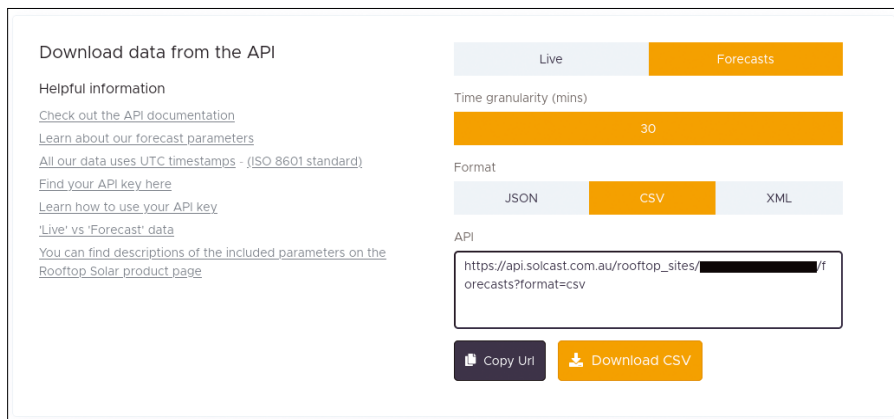 Download data from the API
Helpful information
Check out the API documentation
Learn about our forecast parameters
All our data uses UTC timestamps - (ISO 8601 standard)
Find your API key here
Learn how to use your API key
'Live' vs 'Forecast' data
You can find descriptions of the included parameters on the
Rooftop Solar product page
Live Forecasts
Time granularity (mins)
30
Format
JSON CSV XML
API
https://api.solcast.com.au/rooftop_sites/ /f
orecasts?format=csv
Copy Url Download CSV